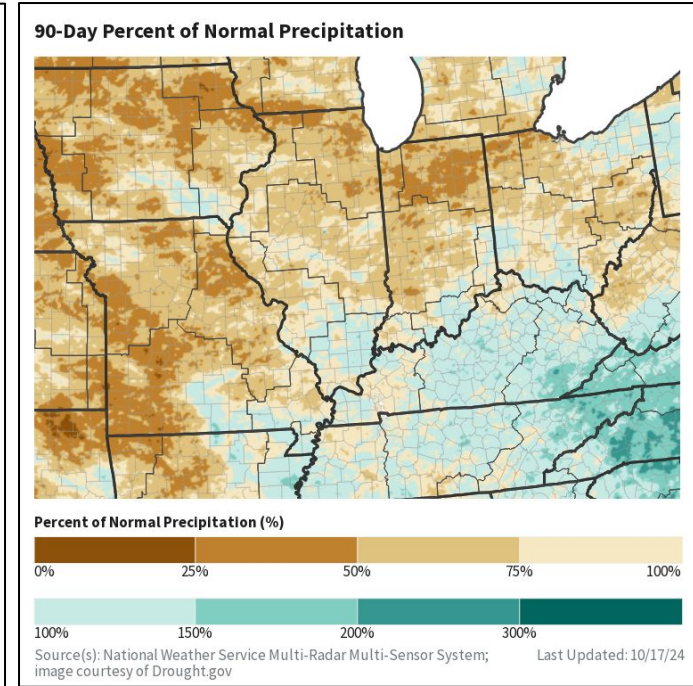 90-Day Percent of Normal Precipitation
Percent of Normal Precipitation (%)
0% 25% 50% 75% 100%
100% 150% 200% 300%
Source(s): National Weather Service Multi-Radar Multi-Sensor System; Last Updated: 10/17/24
image courtesy of Drought.gov